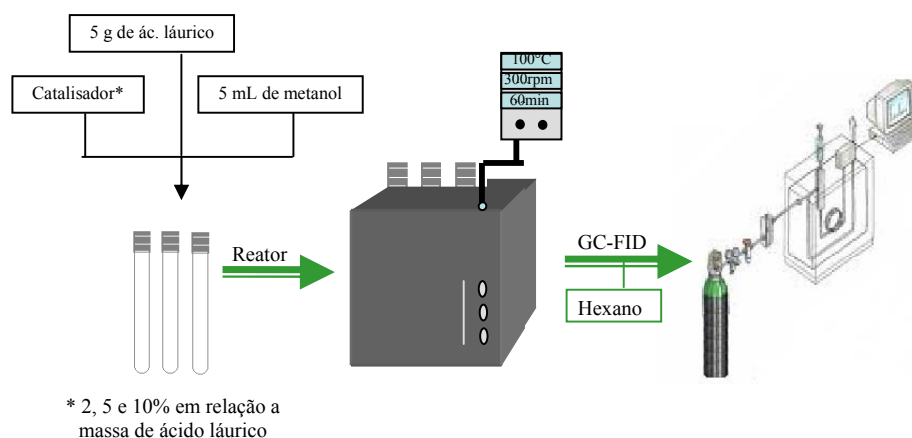 5 g de ác. láurico
Catalisador*
5 mL de metanol
100°C
300rpm
60min
Reator
GC-FID
Hexano
* 2, 5 e 10% em relação a
massa de ácido láurico